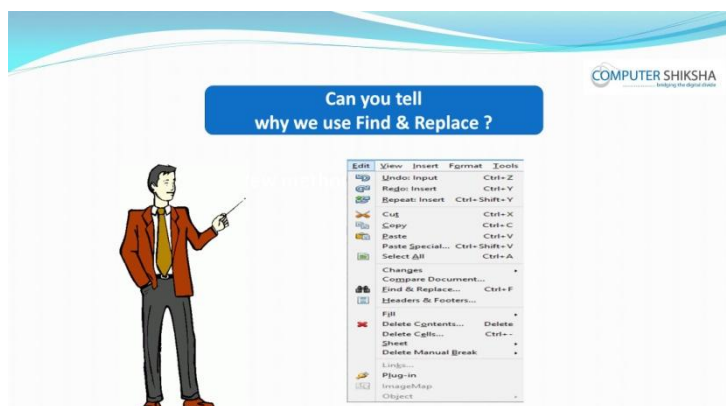 COMPUTER SHIKSHA
bridging the digital divide
Can you tell
why we use Find & Replace ?
Edit View Insert Format Tools
Undo: Input Ctrl+Z
Redo: Insert Ctrl+Y
Repeat: Insert Ctrl+Shift+Y
Cut Ctrl+X
Copy Ctrl+C
Paste Ctrl+V
Paste Special... Ctrl+Shift+V
Select All Ctrl+A
Changes
Compare Document...
Find & Replace... Ctrl+F
Headers & Footers...
Fill
Delete Contents... Delete
Delete Cells... Ctrl+-
Sheet
Delete Manual Break
Links...
Plug-in
ImageMap
Object